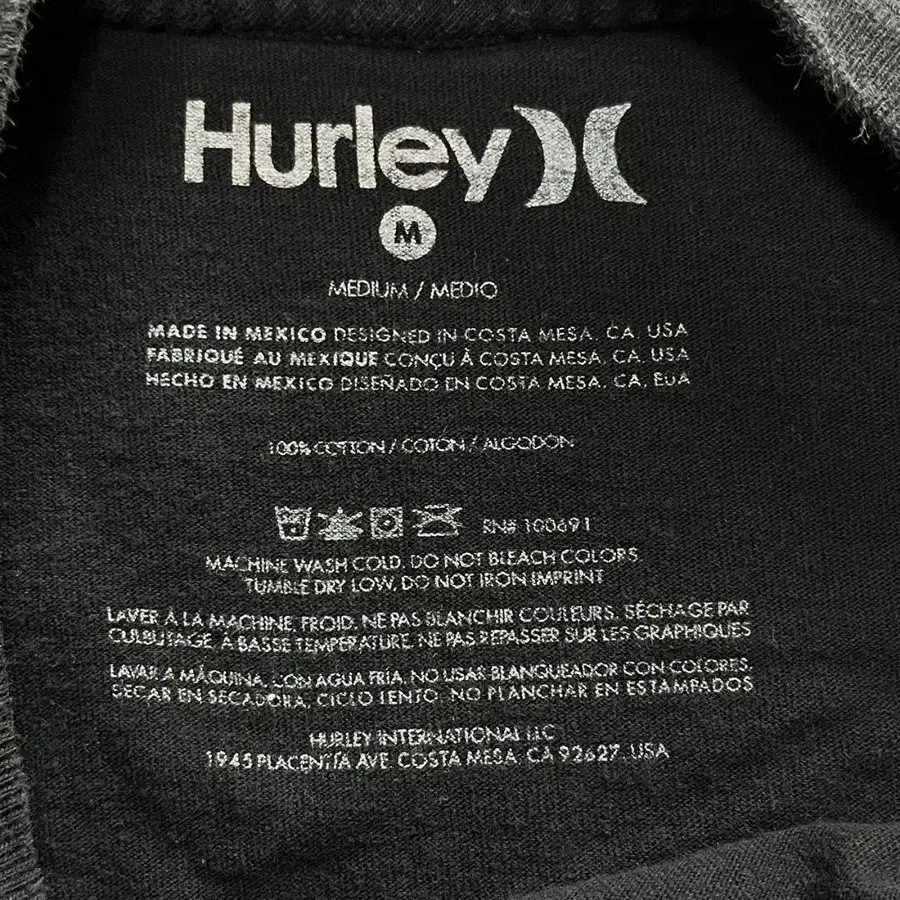 Hurley
M
MEDIUM / MEDIO
MADE IN MEXICO DESIGNED IN COSTA MESA, CA, USA
FABRIQUÉ AU MEXIQUE CONÇU À COSTA MESA, CA, USA
HECHO EN MEXICO DISEÑADO EN COSTA MESA, CA, EUA
100% COTTON / COTON / ALGODON
RN# 100691
MACHINE WASH COLD. DO NOT BLEACH COLORS.
TUMBLE DRY LOW. DO NOT IRON IMPRINT
LAVER À LA MACHINE, FROID. NE PAS BLANCHIR COULEURS. SÉCHAGE PAR
CULBUTAGE, À BASSE TEMPERATURE. NE PAS REPASSER SUR LES GRAPHIQUES
LAVAR A MÁQUINA, CON AGUA FRÍA, NO USAR BLANQUEADOR CON COLORES.
SECAR EN SECADORA, CICLO LENTO. NO PLANCHAR EN ESTAMPADOS
HURLEY INTERNATIONAL LLC
1945 PLACENTIA AVE. COSTA MESA, CA 92627, USA